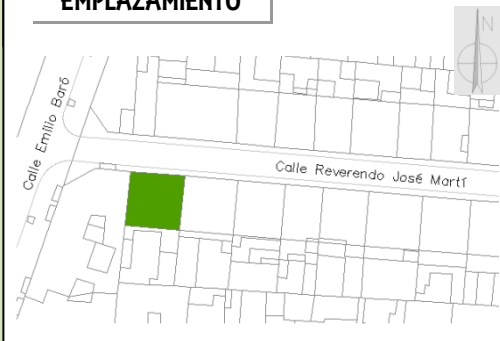 EMPLAZAMIENTO
N
Calle Emilio Baró
Calle Reverendo José Martí